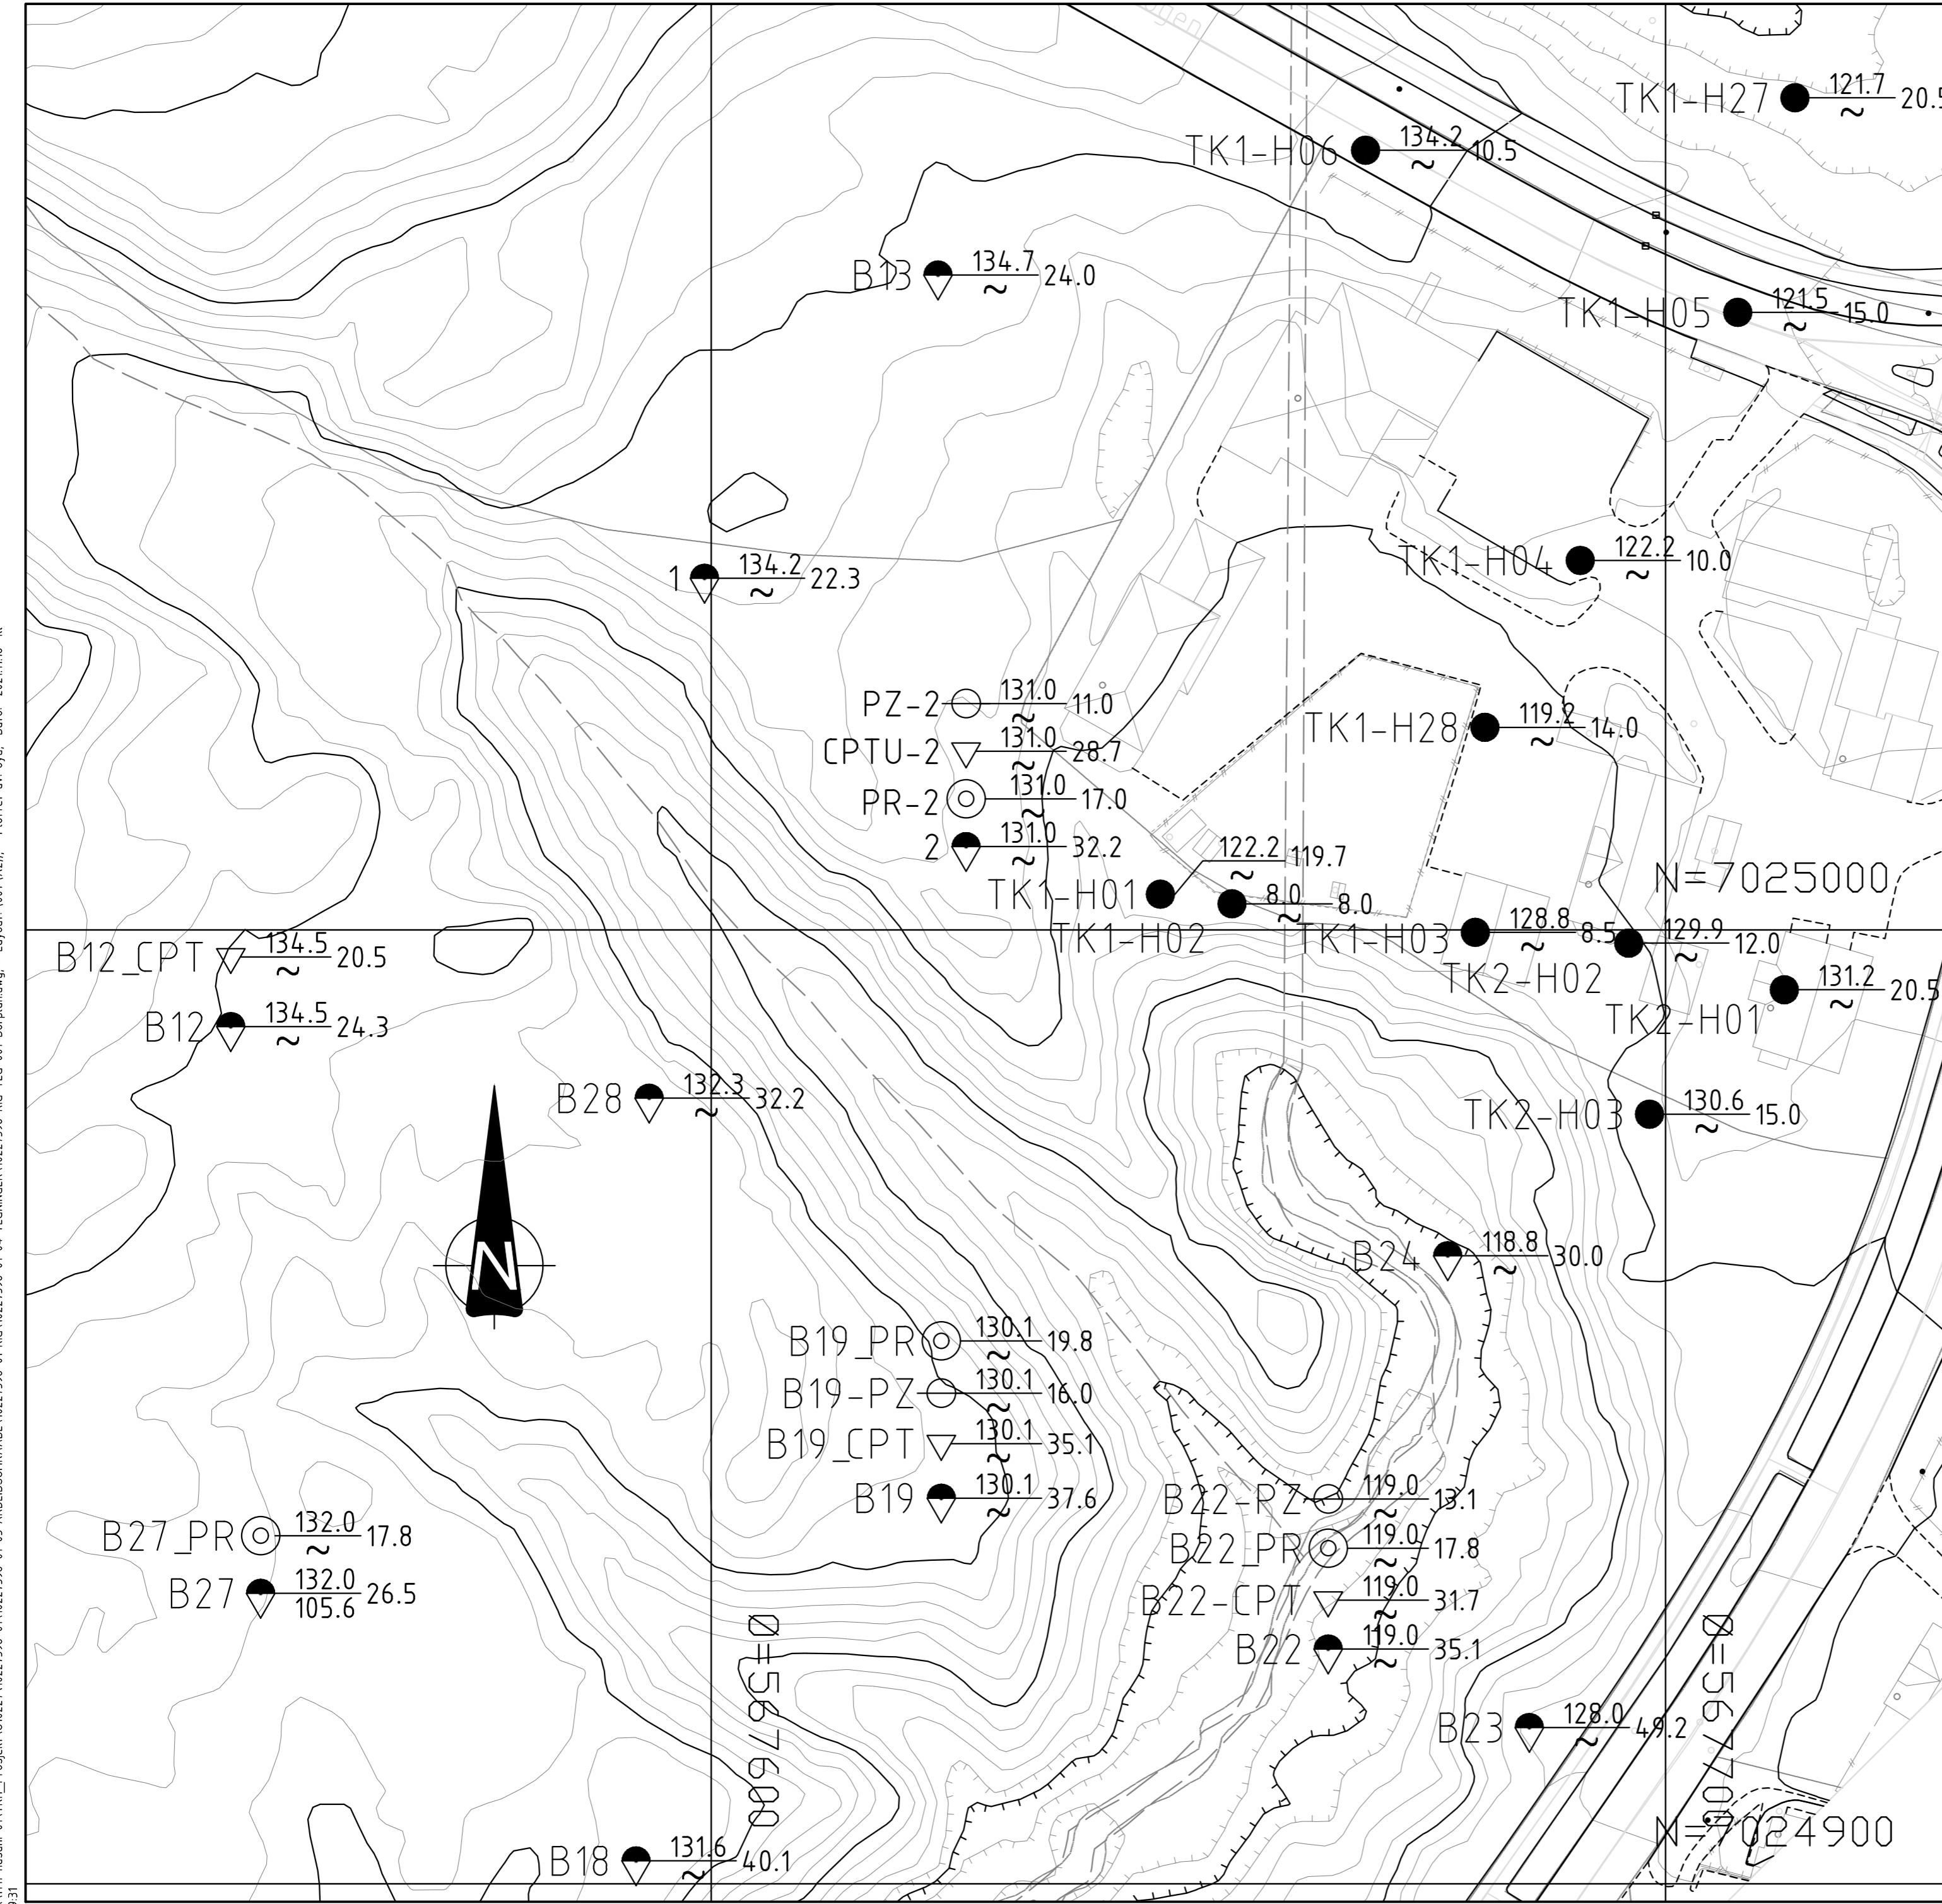 TK1-H27 121.7 ~ 20.5
TK1-H06 134.2 ~ 10.5
B13 134.7 ~ 24.0
TK1-H05 121.5 ~ 15.0
TK1-H04 122.2 ~ 10.0
1 134.2 ~ 22.3
PZ-2 131.0 ~ 11.0
TK1-H28 119.2 ~ 14.0
CPTU-2 131.0 ~ 28.7
PR-2 131.0 ~ 17.0
2 131.0 ~ 32.2
TK1-H01 122.2 ~ 119.7
N=7025000
TK1-H02 8.0 ~ 8.0
TK1-H03 128.8 ~ 8.5
TK2-H02 129.9 ~ 12.0
B12_CPT 134.5 ~ 20.5
TK2-H01 131.2 ~ 20.5
B12 134.5 ~ 24.3
B28 132.3 ~ 32.2
TK2-H03 130.6 ~ 15.0
N
B24 118.8 ~ 30.0
B19_PR 130.1 ~ 19.8
B19-PZ 130.1 ~ 16.0
B19_CPT 130.1 ~ 35.1
B19 130.1 ~ 37.6
B22-PZ 119.0 ~ 13.1
B27_PR 132.0 ~ 17.8
B22_PR 119.0 ~ 17.8
B27 132.0 105.6 26.5
B22-CPT 119.0 ~ 31.7
B22 119.0 ~ 35.1
Ø=567600
Ø=567700
B23 128.0 ~ 49.2
N=7024900
B18 131.6 ~ 40.1